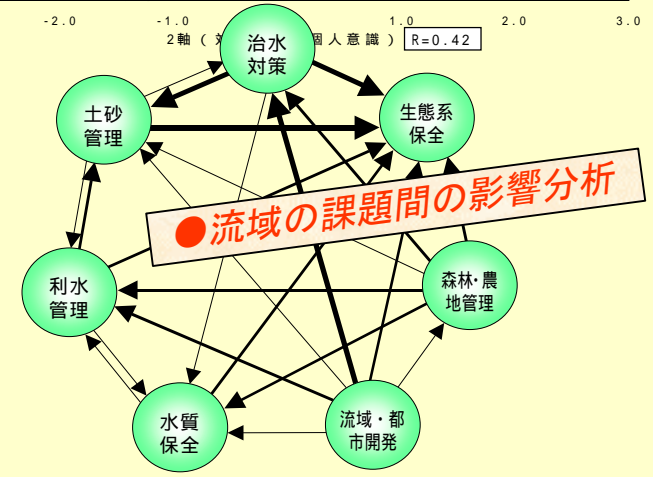 -2.0 -1.0 1.0 2.0 3.0
2軸( 個人意識) R=0.42
治水
対策
土砂
管理
生態系
保全
●流域の課題間の影響分析
利水
管理
森林・農
地管理
水質
保全
流域・都
市開発